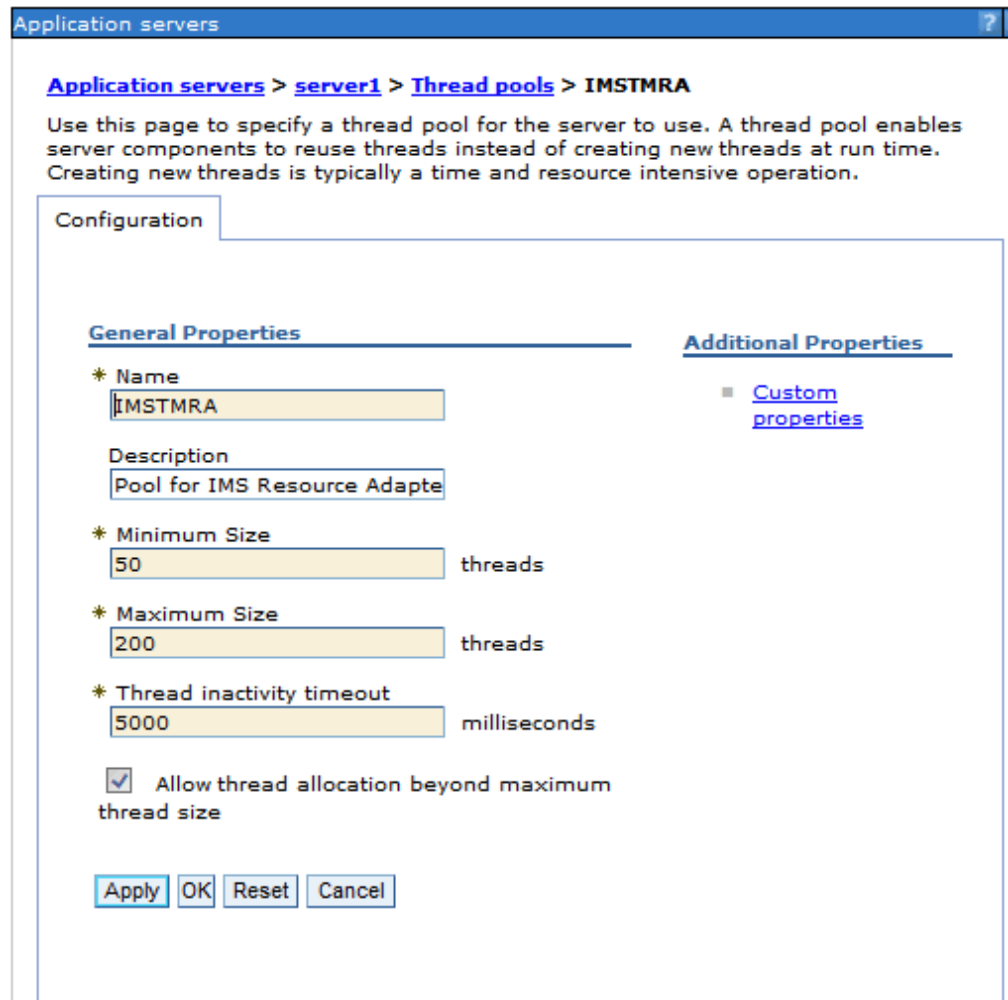 Application servers ?
Application servers > server1 > Thread pools > IMSTMRA
Use this page to specify a thread pool for the server to use. A thread pool enables
server components to reuse threads instead of creating new threads at run time.
Creating new threads is typically a time and resource intensive operation.
Configuration
General Properties
* Name
IMSTMRA
Description
Pool for IMS Resource Adapte
* Minimum Size
50 threads
* Maximum Size
200 threads
* Thread inactivity timeout
5000 milliseconds
Allow thread allocation beyond maximum
thread size
Apply OK Reset Cancel
Additional Properties
Custom
properties